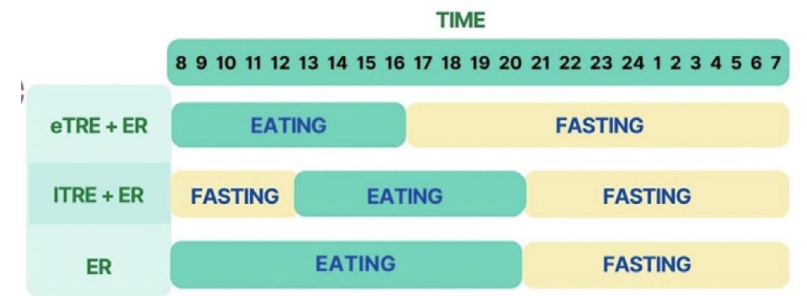 TIME
8 9 10 11 12 13 14 15 16 17 18 19 20 21 22 23 24 1 2 3 4 5 6 7
eTRE + ER EATING FASTING
lTRE + ER FASTING EATING FASTING
ER EATING FASTING